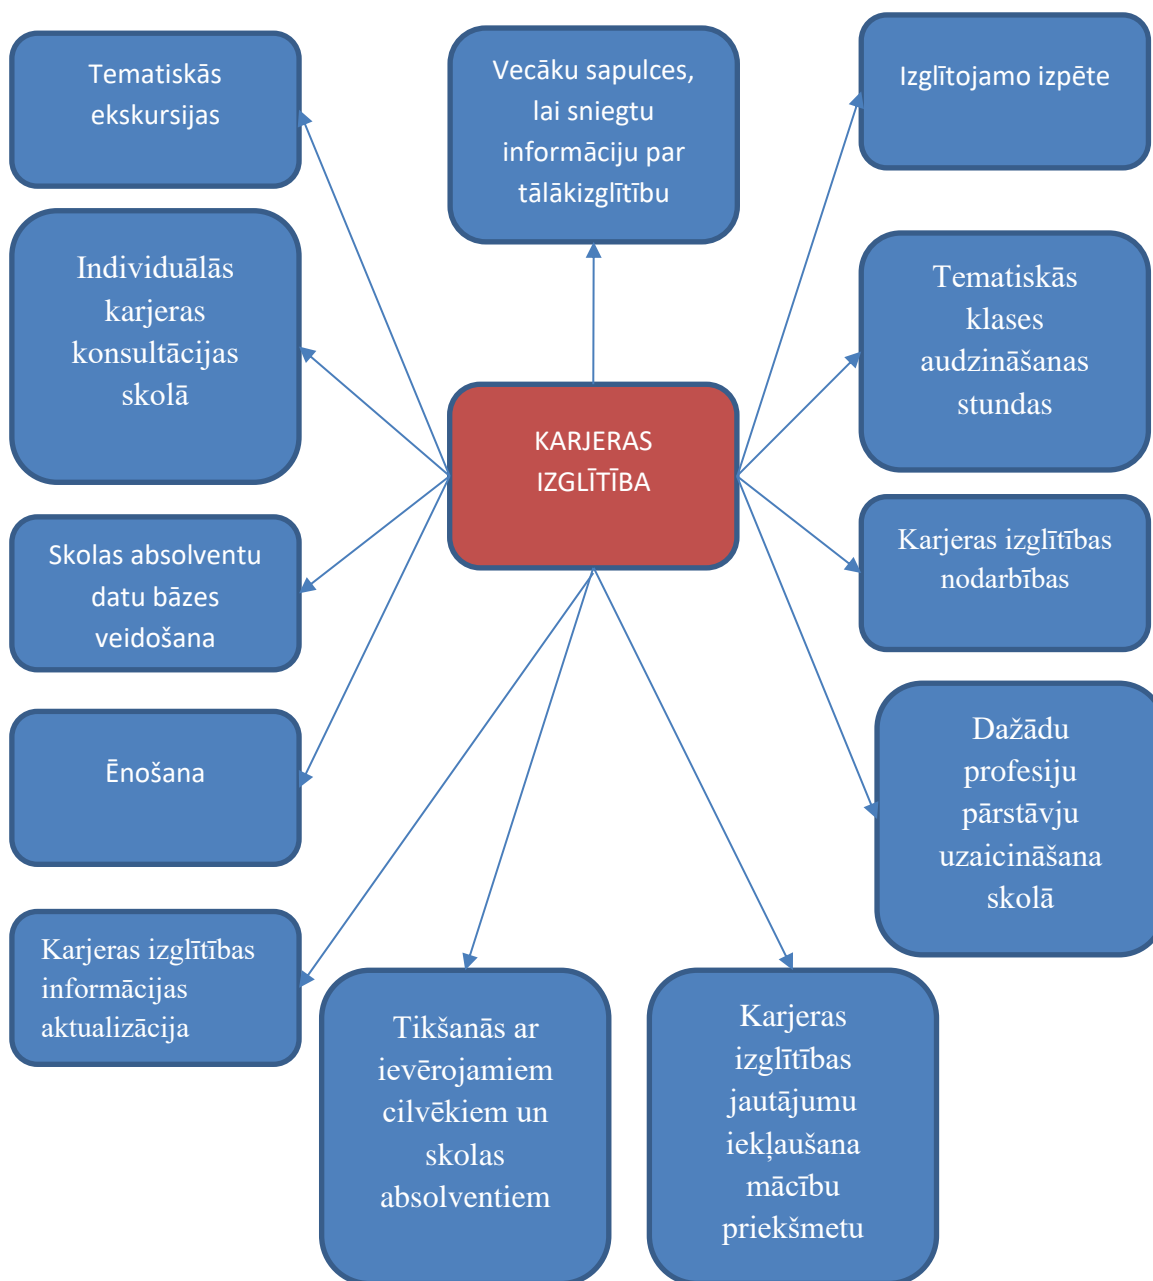 Tematiskās
ekskursijas
Vecāku sapulces,
lai sniegtu
informāciju par
tālākizglītību
Izglītojamo izpēte
Individuālās
karjeras
konsultācijas
skolā
Tematiskās
klases
audzināšanas
stundas
KARJERAS
IZGLĪTĪBA
Skolas absolventu
datu bāzes
veidošana
Karjeras izglītības
nodarbības
Ēnošana
Dažādu
profesiju
pārstāvju
uzaicināšana
skolā
Karjeras izglītības
informācijas
aktualizācija
Tikšanās ar
ievērojamiem
cilvēkiem un
skolas
absolventiem
Karjeras
izglītības
jautājumu
iekļaušana
mācību
priekšmetu